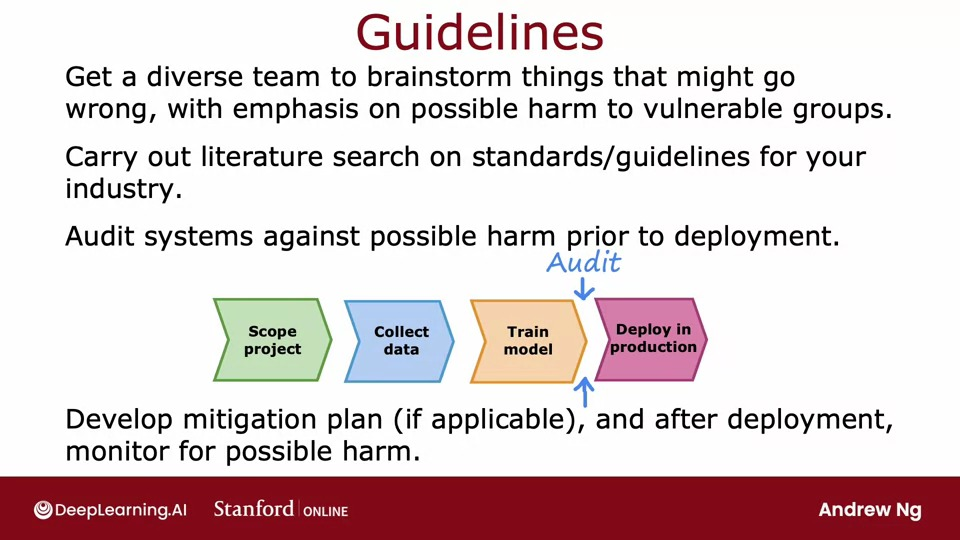 Guidelines
Get a diverse team to brainstorm things that might go
wrong, with emphasis on possible harm to vulnerable groups.
Carry out literature search on standards/guidelines for your
industry.
Audit systems against possible harm prior to deployment.
Audit
Scope
project
Collect
data
Train
model
Deploy in
production
Develop mitigation plan (if applicable), and after deployment,
monitor for possible harm.
DeepLearning.AI
Stanford | ONLINE
Andrew Ng